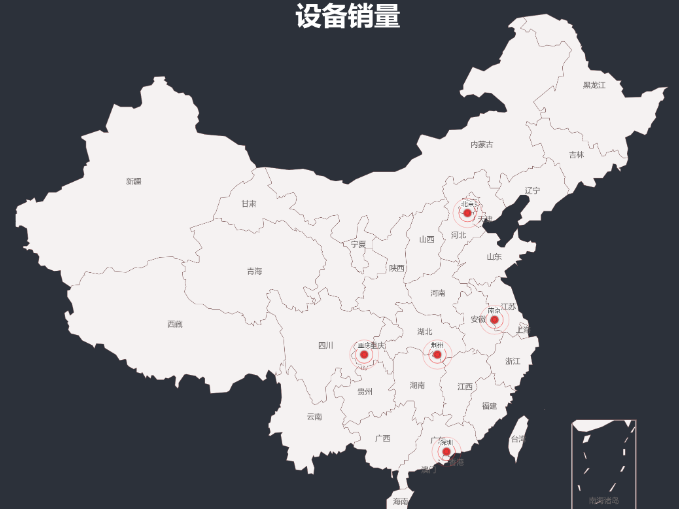 设备销量
黑龙江
内蒙古
吉林
新疆
辽宁
甘肃
北京
天津
河北
山西
宁夏
山东
青海
陕西
河南
江苏
南京
安徽
西藏
上海
湖北
四川
重庆
浙江
湖南
江西
贵州
福建
云南
广西
广东
深圳
台湾
香港
澳门
海南
南海诸岛